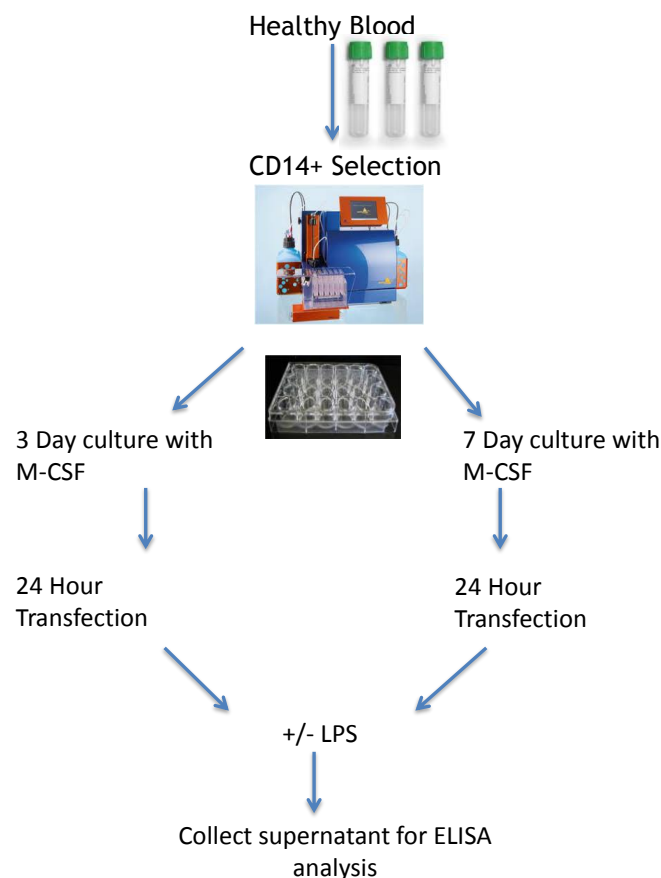 Healthy Blood
CD14+ Selection
3 Day culture with
M-CSF
7 Day culture with
M-CSF
24 Hour
Transfection
24 Hour
Transfection
+/- LPS
Collect supernatant for ELISA
analysis